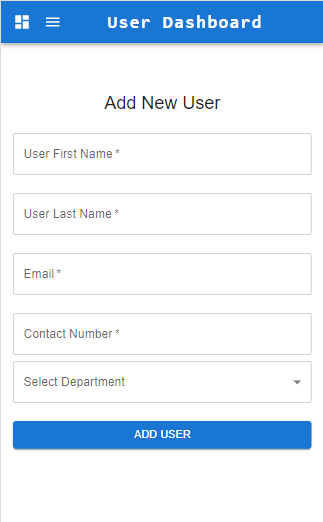 User Dashboard
Add New User
User First Name *
User Last Name *
Email *
Contact Number *
Select Department
ADD USER